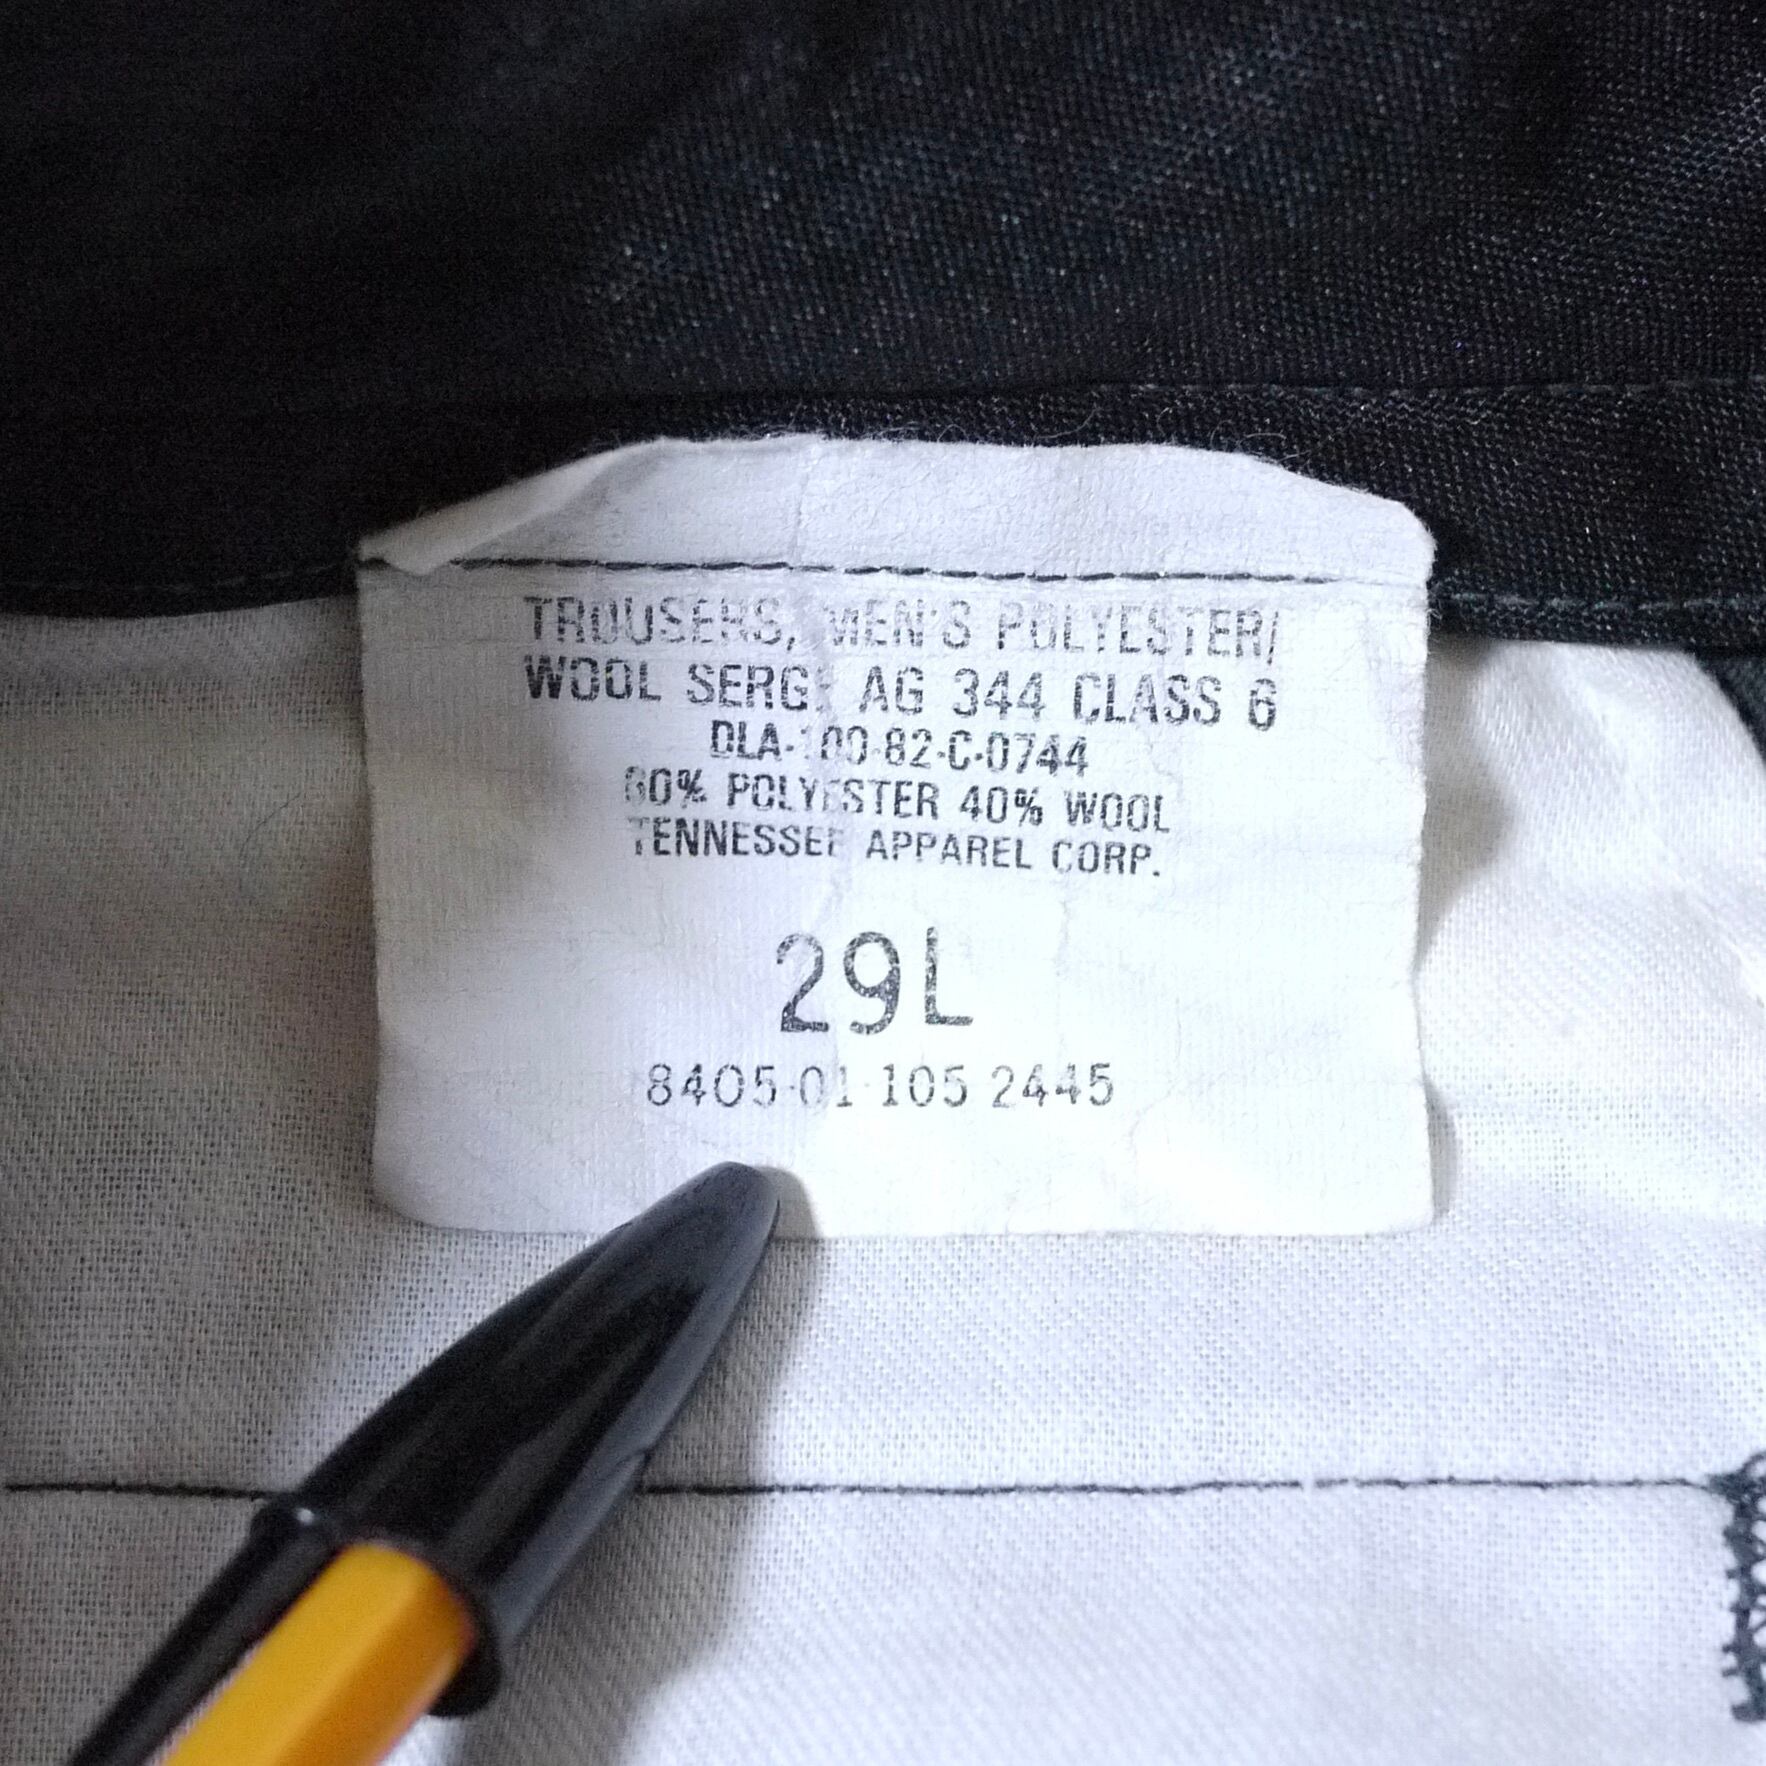 TROUSERS, MEN'S POLYESTER/
WOOL SERGE AG 344 CLASS 6
DLA-100-82-C-0744
60% POLYESTER 40% WOOL
TENNESSEE APPAREL CORP.
29L
8405-01-105 2445